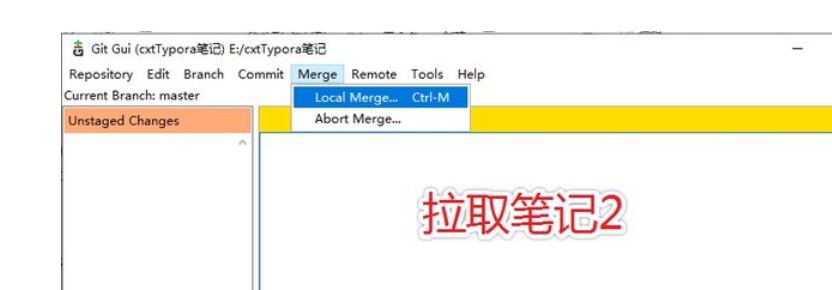 Git Gui (cxtTypora笔记) E:/cxtTypora笔记
Repository Edit Branch Commit Merge Remote Tools Help
Current Branch: master
Local Merge... Ctrl-M
Unstaged Changes
Abort Merge...
拉取笔记2